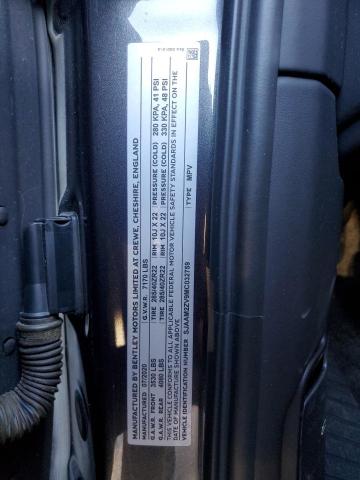 MANUFACTURED BY BENTLEY MOTORS LIMITED AT CREWE, CHESHIRE, ENGLAND
MANUFACTURED 07/2020 G.V.W.R. 7170 LBS
G.A.W.R. FRONT 3530 LBS TIRE 285/40ZR22 RIM 10J X 22 PRESSURE (COLD) 280 KPA, 41 PSI
G.A.W.R. REAR 4080 LBS TIRE 285/40ZR22 RIM 10J X 22 PRESSURE (COLD) 330 KPA, 48 PSI
THIS VEHICLE CONFORMS TO ALL APPLICABLE FEDERAL MOTOR VEHICLE SAFETY STANDARDS IN EFFECT ON THE
DATE OF MANUFACTURE SHOWN ABOVE.
VEHICLE IDENTIFICATION NUMBER SJAAM2ZV9MC032759 TYPE MPV